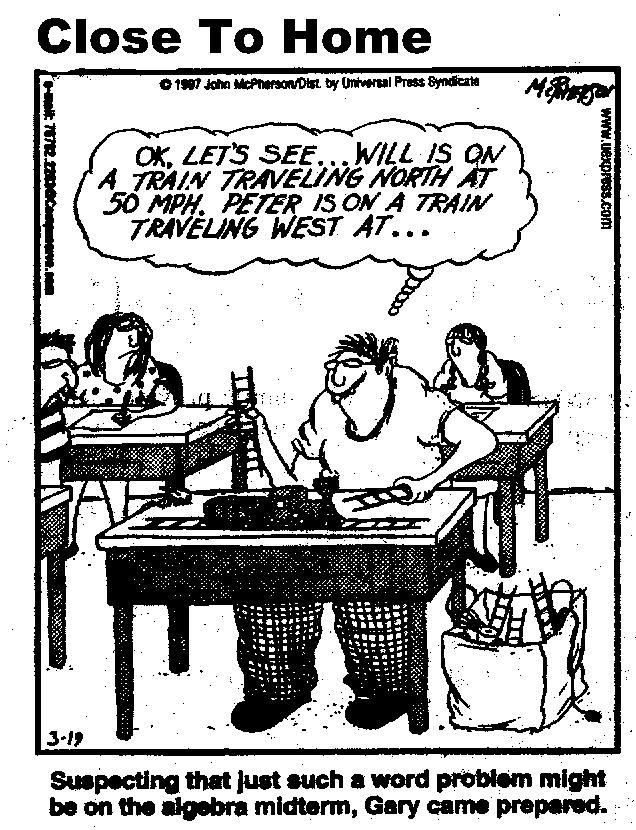 Close To Home
© 1997 John McPherson/Dist. by Universal Press Syndicate
McPHERSON
www.uexpress.com
OK, LET'S SEE...WILL IS ON
A TRAIN TRAVELING NORTH AT
50 MPH. PETER IS ON A TRAIN
TRAVELING WEST AT...
3-19
Suspecting that just such a word problem might
be on the algebra midterm, Gary came prepared.